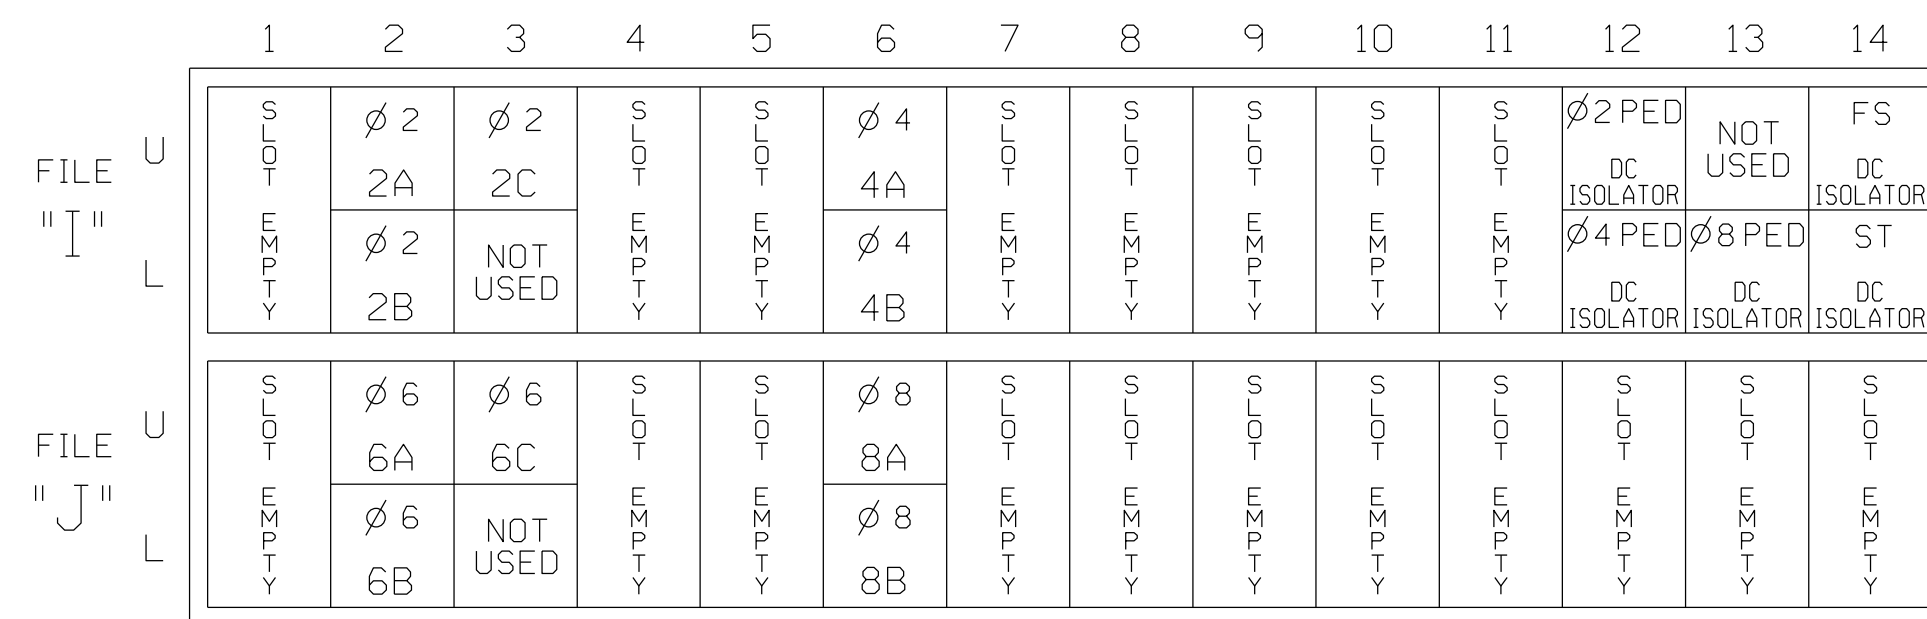 1 2 3 4 5 6 7 8 9 10 11 12 13 14
FILE
"I"
U
L
SLOT EMPTY
Ø 2
2A
Ø 2
2B
Ø 2
2C
NOT
USED
SLOT EMPTY
SLOT EMPTY
Ø 4
4A
Ø 4
4B
SLOT EMPTY
SLOT EMPTY
SLOT EMPTY
SLOT EMPTY
SLOT EMPTY
Ø 2 PED
DC
ISOLATOR
Ø 4 PED
DC
ISOLATOR
NOT
USED
Ø 8 PED
DC
ISOLATOR
FS
DC
ISOLATOR
ST
DC
ISOLATOR
FILE
"J"
U
L
SLOT EMPTY
Ø 6
6A
Ø 6
6B
Ø 6
6C
NOT
USED
SLOT EMPTY
SLOT EMPTY
Ø 8
8A
Ø 8
8B
SLOT EMPTY
SLOT EMPTY
SLOT EMPTY
SLOT EMPTY
SLOT EMPTY
SLOT EMPTY
SLOT EMPTY
SLOT EMPTY